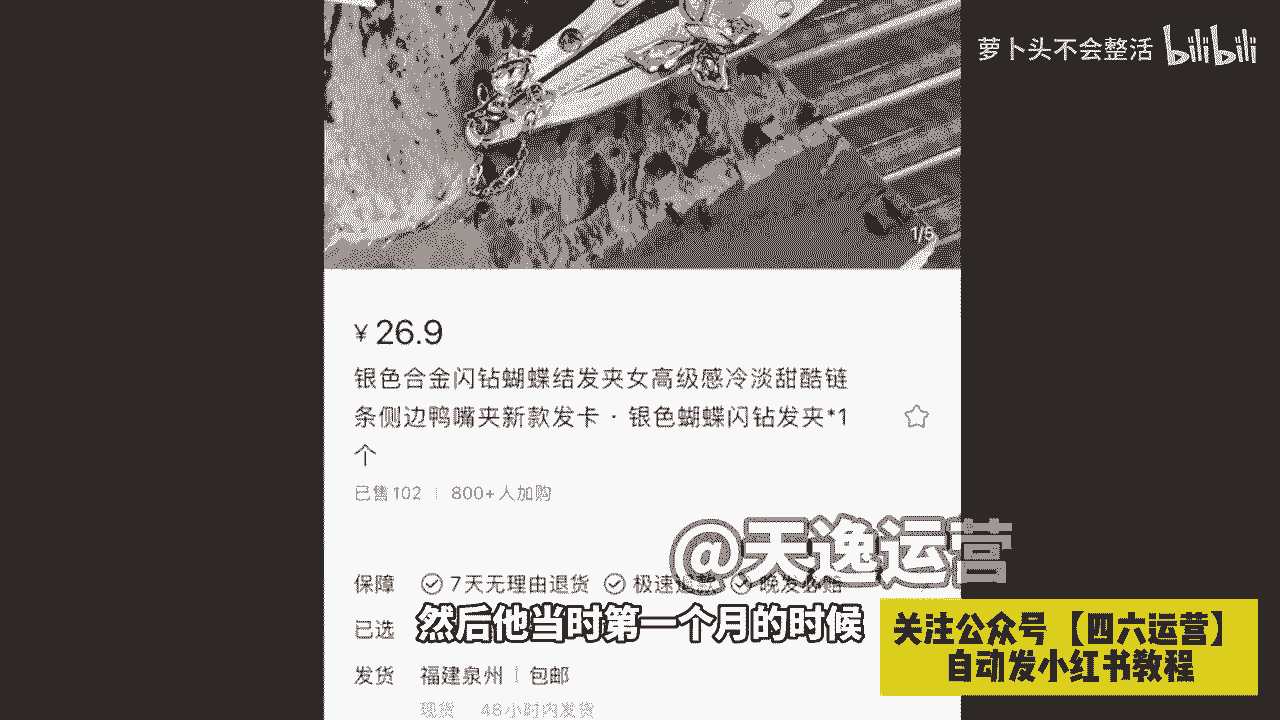 萝卜头不会整活 bilibili
1/5
¥ 26.9
银色合金闪钻蝴蝶结发夹女高级感冷淡甜酷链
条侧边鸭嘴夹新款发卡·银色蝴蝶闪钻发夹*1
个
已售102 | 800+人加购
@天逸运营
保障 7天无理由退货 极速退款 晚发必赔
已选
然后他当时第一个月的时候
关注公众号【四六运营】
自动发小红书教程
发货 福建泉州 | 包邮
现货 48小时内发货